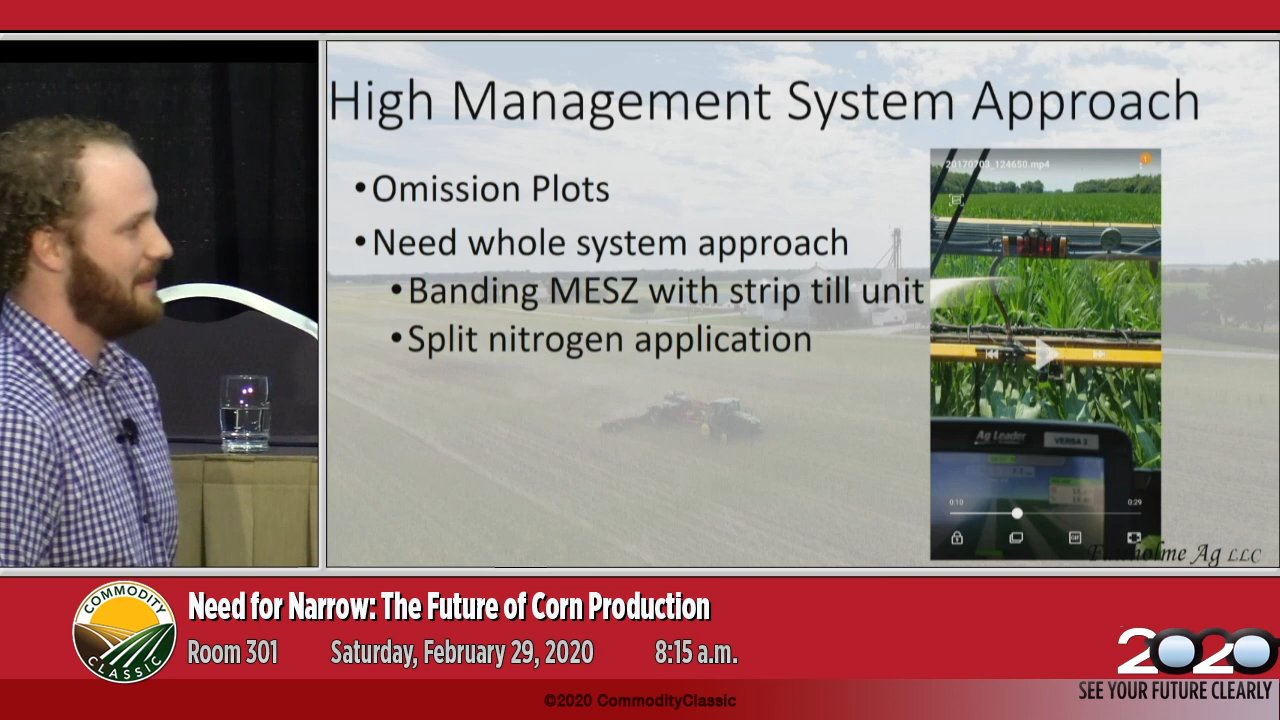 High Management System Approach
•Omission Plots
•Need whole system approach
•Banding MESZ with strip till unit
•Split nitrogen application
20170703_124650.mp4
Ag Leader
VERSA
0:10
0:29
GIF
Ag LLC
COMMODITY
CLASSIC
Need for Narrow: The Future of Corn Production
Room 301 Saturday, February 29, 2020 8:15 a.m.
2020
SEE YOUR FUTURE CLEARLY
©2020 CommodityClassic